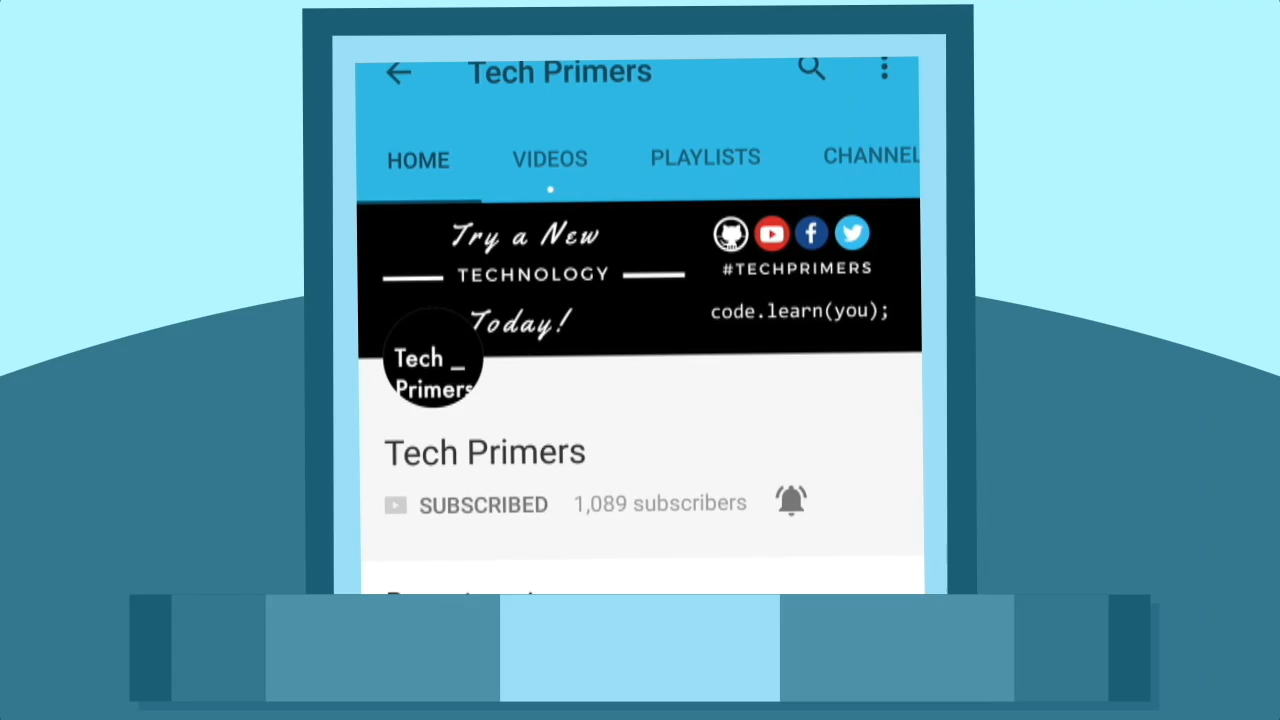 Tech Primers
HOME VIDEOS PLAYLISTS CHANNEL
Try a New
TECHNOLOGY
Today!
#TECHPRIMERS
code.learn(you);
Tech _
Primers
Tech Primers
SUBSCRIBED 1,089 subscribers